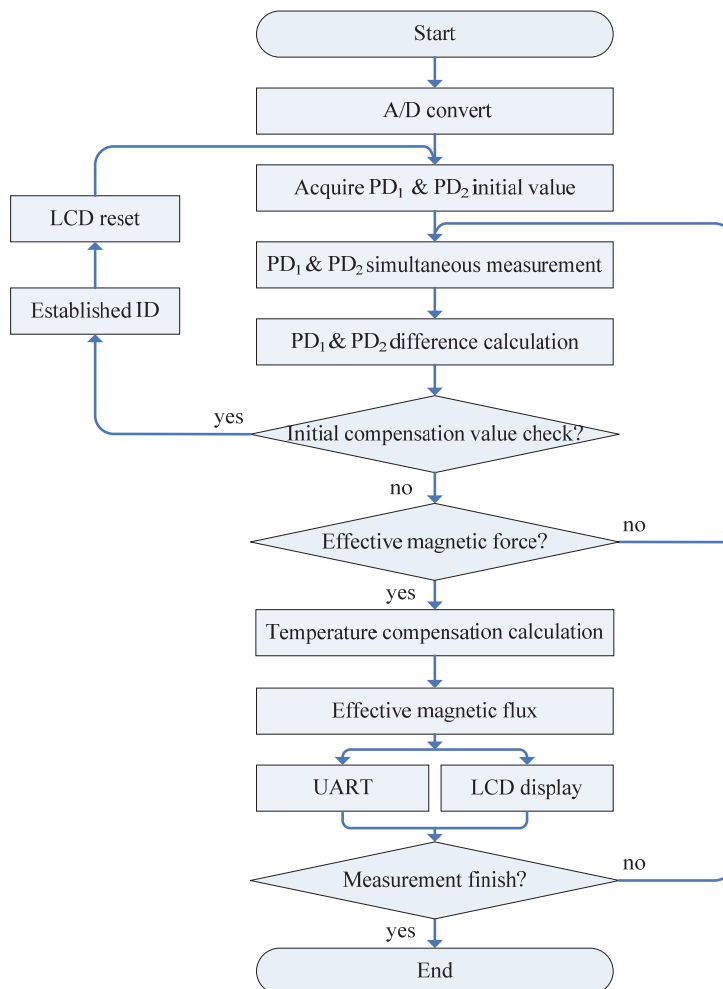 Start
A/D convert
Acquire PD₁ & PD₂ initial value
LCD reset
PD₁ & PD₂ simultaneous measurement
Established ID
PD₁ & PD₂ difference calculation
yes
Initial compensation value check?
no
Effective magnetic force?
no
yes
Temperature compensation calculation
Effective magnetic flux
UART
LCD display
Measurement finish?
no
yes
End